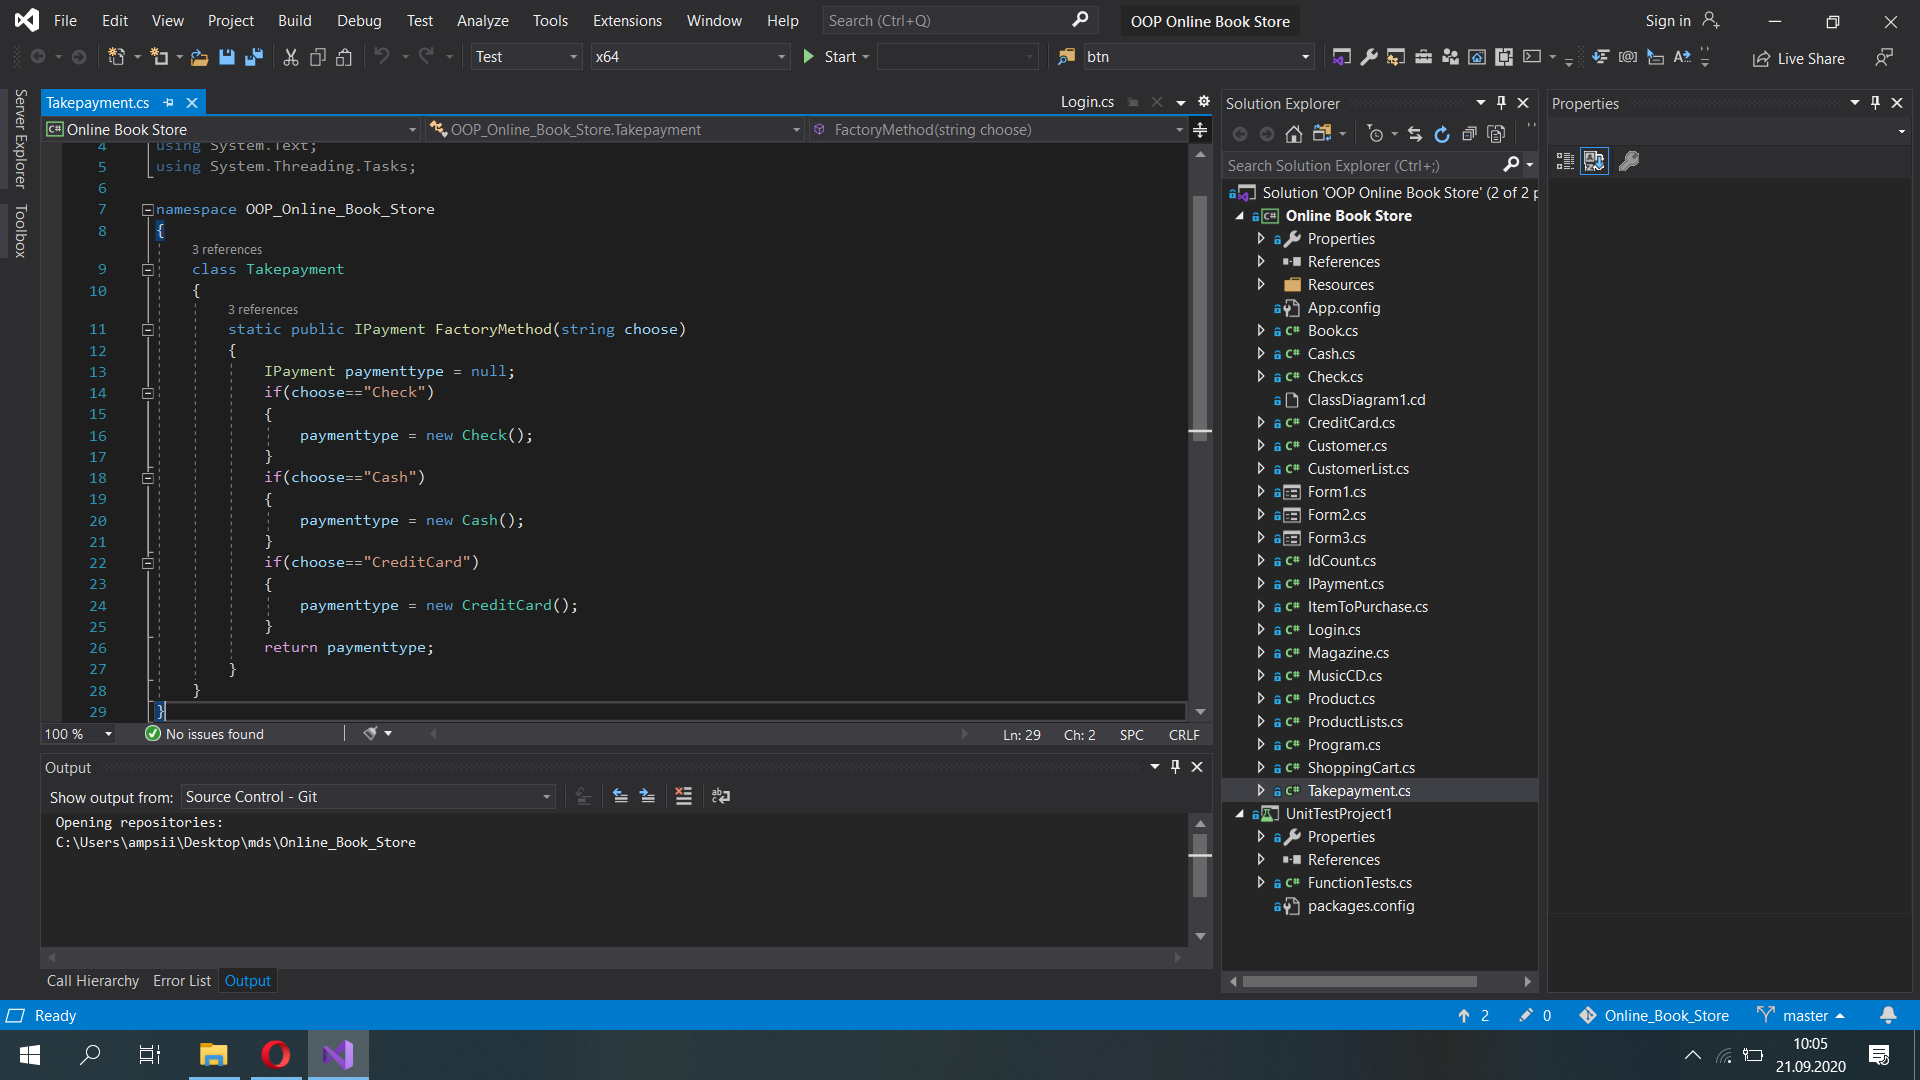 File Edit View Project Build Debug Test Analyze Tools Extensions Window Help Search (Ctrl+Q) OOP Online Book Store Sign in
Test x64 Start btn Live Share
Server Explorer
Toolbox
Takepayment.cs Login.cs
C# Online Book Store OOP_Online_Book_Store.Takepayment FactoryMethod(string choose)
4 using System.Text;
5 using System.Threading.Tasks;
6
7 namespace OOP_Online_Book_Store
8 {
3 references
9 class Takepayment
10 {
3 references
11 static public IPayment FactoryMethod(string choose)
12 {
13 IPayment paymenttype = null;
14 if(choose=="Check")
15 {
16 paymenttype = new Check();
17 }
18 if(choose=="Cash")
19 {
20 paymenttype = new Cash();
21 }
22 if(choose=="CreditCard")
23 {
24 paymenttype = new CreditCard();
25 }
26 return paymenttype;
27 }
28 }
29 }
100 % No issues found Ln: 29 Ch: 2 SPC CRLF
Output
Show output from: Source Control - Git
Opening repositories:
C:\Users\ampsii\Desktop\mds\Online_Book_Store
Call Hierarchy Error List Output
Solution Explorer
Search Solution Explorer (Ctrl+;)
Solution 'OOP Online Book Store' (2 of 2 p
C# Online Book Store
Properties
References
Resources
App.config
C# Book.cs
C# Cash.cs
C# Check.cs
ClassDiagram1.cd
C# CreditCard.cs
C# Customer.cs
C# CustomerList.cs
Form1.cs
Form2.cs
Form3.cs
C# IdCount.cs
C# IPayment.cs
C# ItemToPurchase.cs
C# Login.cs
C# Magazine.cs
C# MusicCD.cs
C# Product.cs
C# ProductLists.cs
C# Program.cs
C# ShoppingCart.cs
C# Takepayment.cs
UnitTestProject1
Properties
References
C# FunctionTests.cs
packages.config
Properties
Ready 2 0 Online_Book_Store master
10:05
21.09.2020